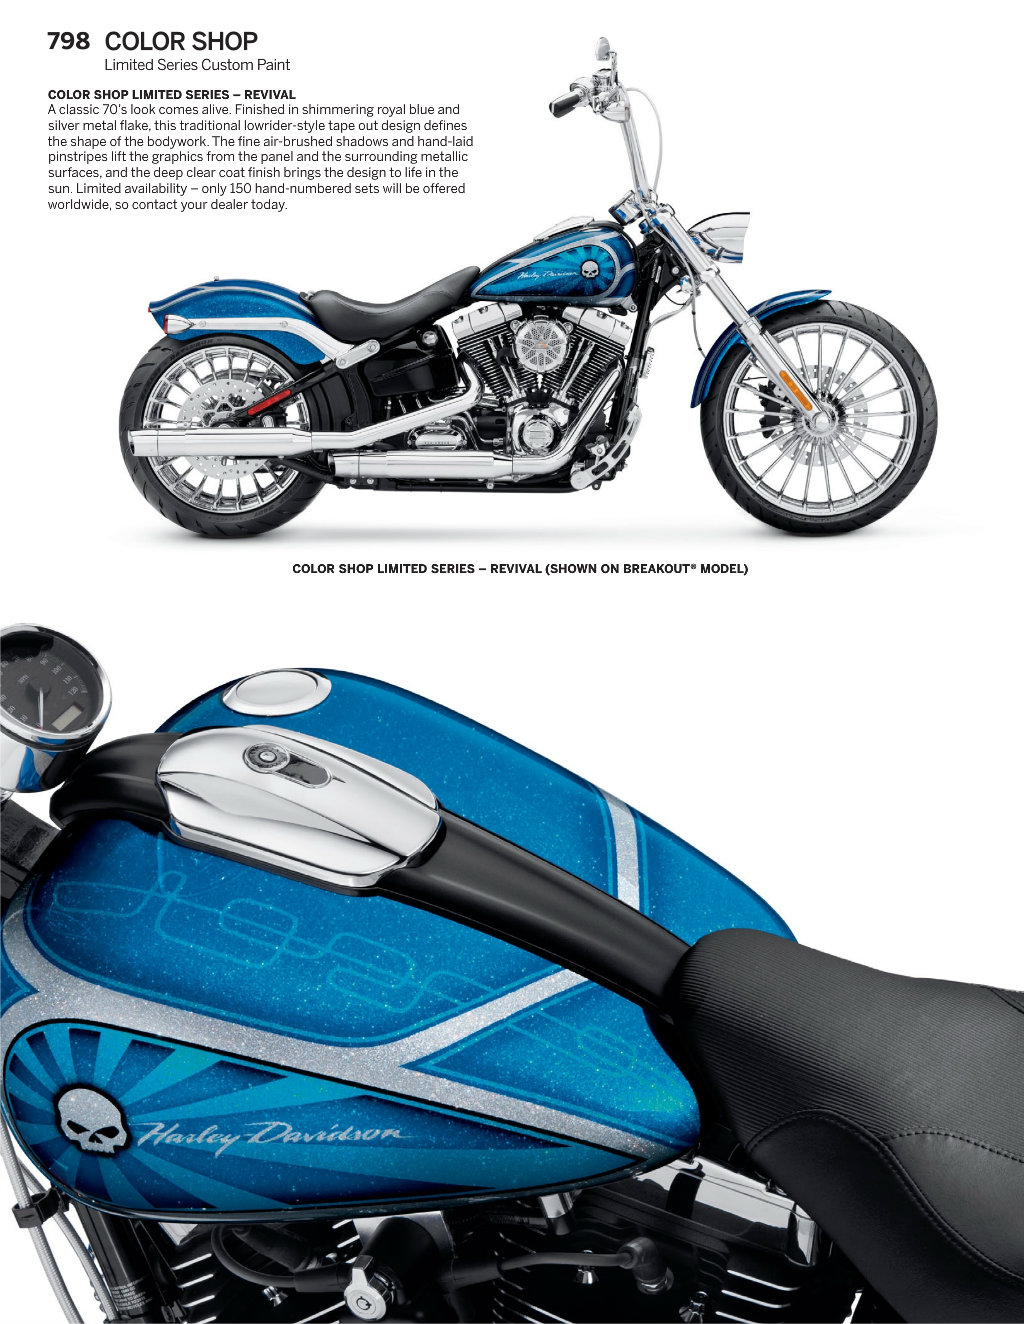 798 COLOR SHOP
Limited Series Custom Paint
COLOR SHOP LIMITED SERIES – REVIVAL
A classic 70's look comes alive. Finished in shimmering royal blue and
silver metal flake, this traditional lowrider-style tape out design defines
the shape of the bodywork. The fine air-brushed shadows and hand-laid
pinstripes lift the graphics from the panel and the surrounding metallic
surfaces, and the deep clear coat finish brings the design to life in the
sun. Limited availability – only 150 hand-numbered sets will be offered
worldwide, so contact your dealer today.
Harley-Davidson
COLOR SHOP LIMITED SERIES – REVIVAL (SHOWN ON BREAKOUT® MODEL)
Harley-Davidson